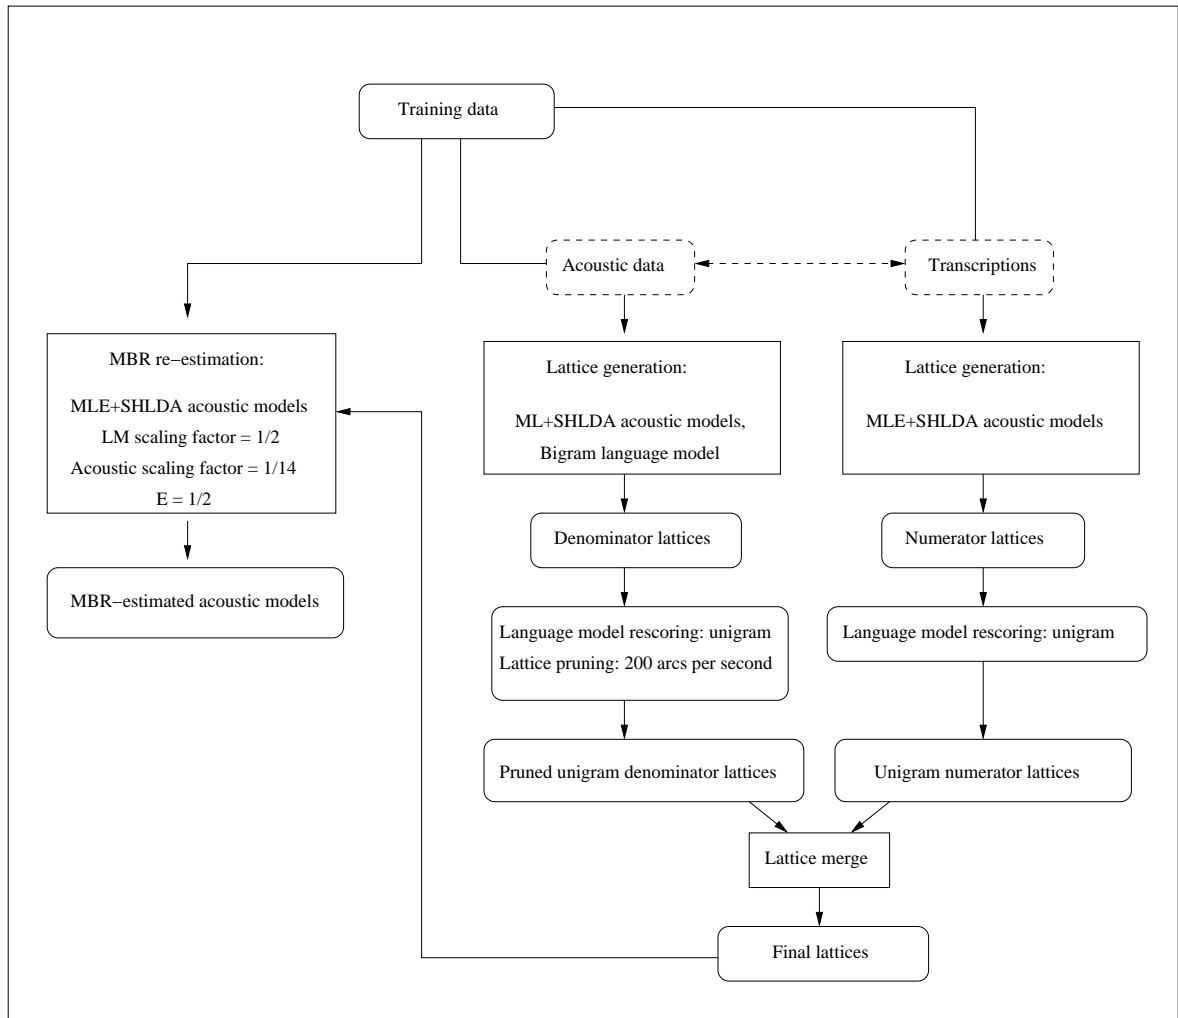 Training data
Acoustic data
Transcriptions
MBR re−estimation:
MLE+SHLDA acoustic models
LM scaling factor = 1/2
Acoustic scaling factor = 1/14
E = 1/2
MBR−estimated acoustic models
Lattice generation:
ML+SHLDA acoustic models,
Bigram language model
Denominator lattices
Language model rescoring: unigram
Lattice pruning: 200 arcs per second
Pruned unigram denominator lattices
Lattice generation:
MLE+SHLDA acoustic models
Numerator lattices
Language model rescoring: unigram
Unigram numerator lattices
Lattice merge
Final lattices